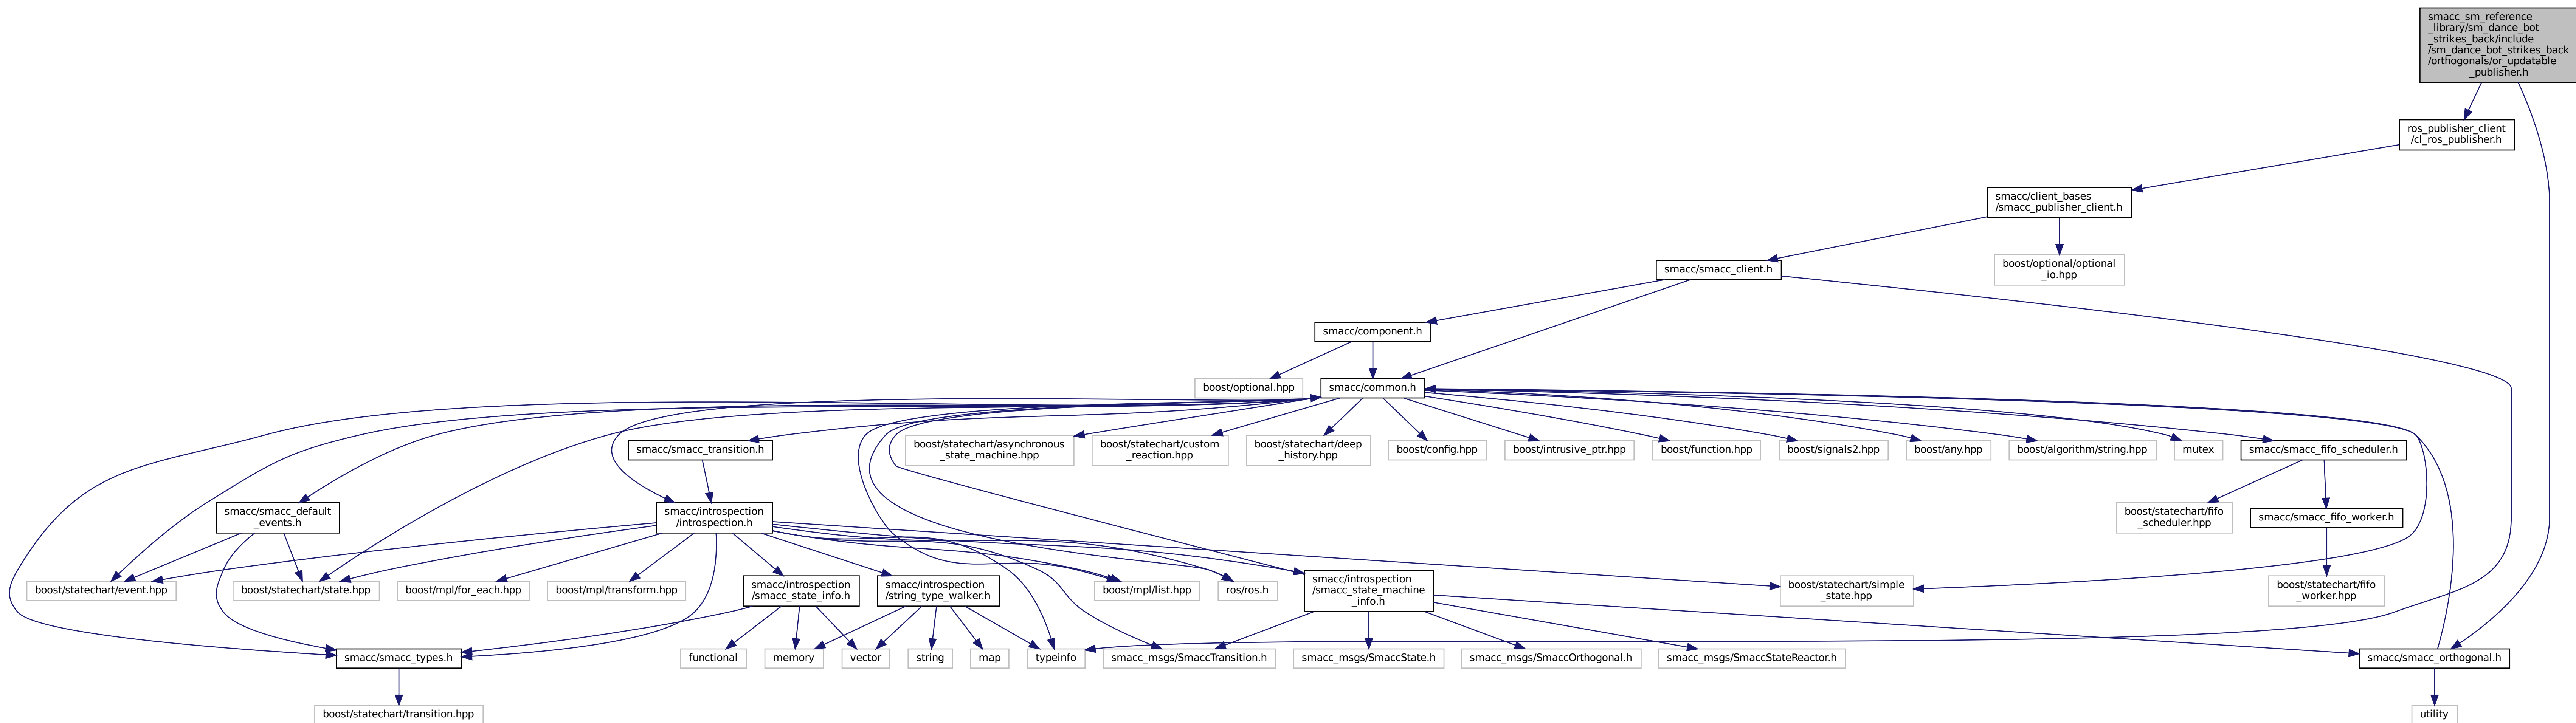 smacc_sm_reference
_library/sm_dance_bot
_strikes_back/include
/sm_dance_bot_strikes_back
/orthogonals/or_updatable
_publisher.h
ros_publisher_client
/cl_ros_publisher.h
smacc/client_bases
/smacc_publisher_client.h
smacc/smacc_client.h
boost/optional/optional
_io.hpp
smacc/component.h
boost/optional.hpp
smacc/common.h
smacc/smacc_transition.h
boost/statechart/asynchronous
_state_machine.hpp
boost/statechart/custom
_reaction.hpp
boost/statechart/deep
_history.hpp
boost/config.hpp
boost/intrusive_ptr.hpp
boost/function.hpp
boost/signals2.hpp
boost/any.hpp
boost/algorithm/string.hpp
mutex
smacc/smacc_fifo_scheduler.h
smacc/smacc_default
_events.h
smacc/introspection
/introspection.h
boost/statechart/fifo
_scheduler.hpp
smacc/smacc_fifo_worker.h
boost/statechart/event.hpp
boost/statechart/state.hpp
boost/mpl/for_each.hpp
boost/mpl/transform.hpp
smacc/introspection
/smacc_state_info.h
smacc/introspection
/string_type_walker.h
boost/mpl/list.hpp
ros/ros.h
smacc/introspection
/smacc_state_machine
_info.h
boost/statechart/simple
_state.hpp
boost/statechart/fifo
_worker.hpp
smacc/smacc_types.h
functional
memory
vector
string
map
typeinfo
smacc_msgs/SmaccTransition.h
smacc_msgs/SmaccState.h
smacc_msgs/SmaccOrthogonal.h
smacc_msgs/SmaccStateReactor.h
smacc/smacc_orthogonal.h
boost/statechart/transition.hpp
utility